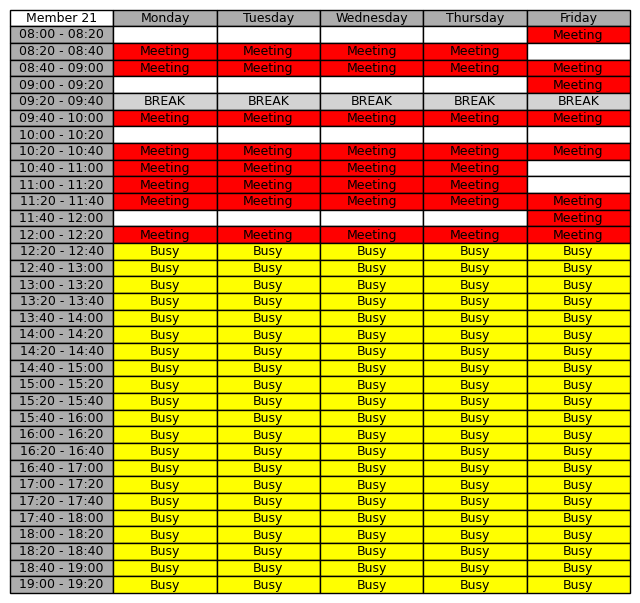 Member 21 Monday Tuesday Wednesday Thursday Friday
08:00 - 08:20 Meeting
08:20 - 08:40 Meeting Meeting Meeting Meeting
08:40 - 09:00 Meeting Meeting Meeting Meeting Meeting
09:00 - 09:20 Meeting
09:20 - 09:40 BREAK BREAK BREAK BREAK BREAK
09:40 - 10:00 Meeting Meeting Meeting Meeting Meeting
10:00 - 10:20
10:20 - 10:40 Meeting Meeting Meeting Meeting Meeting
10:40 - 11:00 Meeting Meeting Meeting Meeting
11:00 - 11:20 Meeting Meeting Meeting Meeting
11:20 - 11:40 Meeting Meeting Meeting Meeting Meeting
11:40 - 12:00 Meeting
12:00 - 12:20 Meeting Meeting Meeting Meeting Meeting
12:20 - 12:40 Busy Busy Busy Busy Busy
12:40 - 13:00 Busy Busy Busy Busy Busy
13:00 - 13:20 Busy Busy Busy Busy Busy
13:20 - 13:40 Busy Busy Busy Busy Busy
13:40 - 14:00 Busy Busy Busy Busy Busy
14:00 - 14:20 Busy Busy Busy Busy Busy
14:20 - 14:40 Busy Busy Busy Busy Busy
14:40 - 15:00 Busy Busy Busy Busy Busy
15:00 - 15:20 Busy Busy Busy Busy Busy
15:20 - 15:40 Busy Busy Busy Busy Busy
15:40 - 16:00 Busy Busy Busy Busy Busy
16:00 - 16:20 Busy Busy Busy Busy Busy
16:20 - 16:40 Busy Busy Busy Busy Busy
16:40 - 17:00 Busy Busy Busy Busy Busy
17:00 - 17:20 Busy Busy Busy Busy Busy
17:20 - 17:40 Busy Busy Busy Busy Busy
17:40 - 18:00 Busy Busy Busy Busy Busy
18:00 - 18:20 Busy Busy Busy Busy Busy
18:20 - 18:40 Busy Busy Busy Busy Busy
18:40 - 19:00 Busy Busy Busy Busy Busy
19:00 - 19:20 Busy Busy Busy Busy Busy